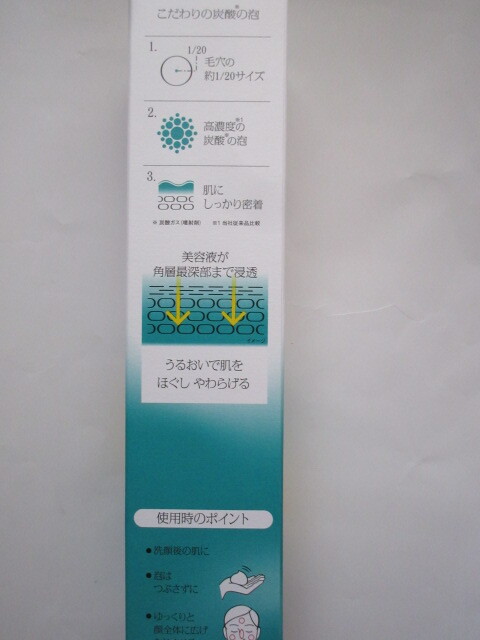 こだわりの炭酸※の泡
1.
1/20
毛穴の
約1/20サイズ
2.
高濃度※1の
炭酸※の泡
3.
肌に
しっかり密着
※ 炭酸ガス(噴射剤) ※1 当社従来品比較
美容液が
角層最深部まで浸透
イメージ
うるおいで肌を
ほぐし やわらげる
使用時のポイント
●洗顔後の肌に
●泡は
つぶさずに
●ゆっくりと
顔全体に広げ